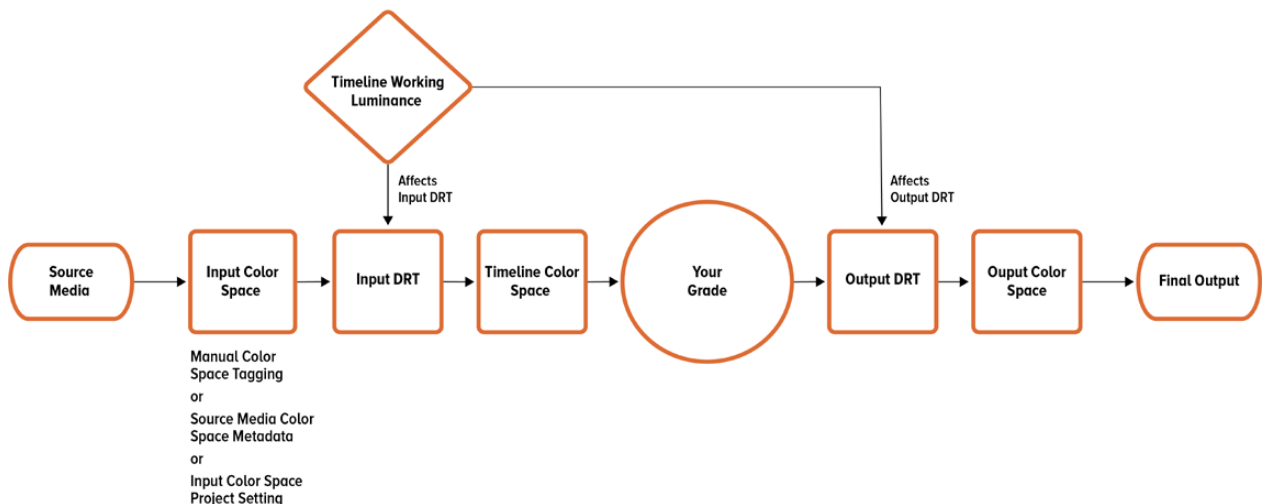 Timeline Working
Luminance
Affects
Input DRT
Affects
Output DRT
Source
Media
Input Color
Space
Input DRT
Timeline Color
Space
Your
Grade
Output DRT
Ouput Color
Space
Final Output
Manual Color
Space Tagging
or
Source Media Color
Space Metadata
or
Input Color Space
Project Setting